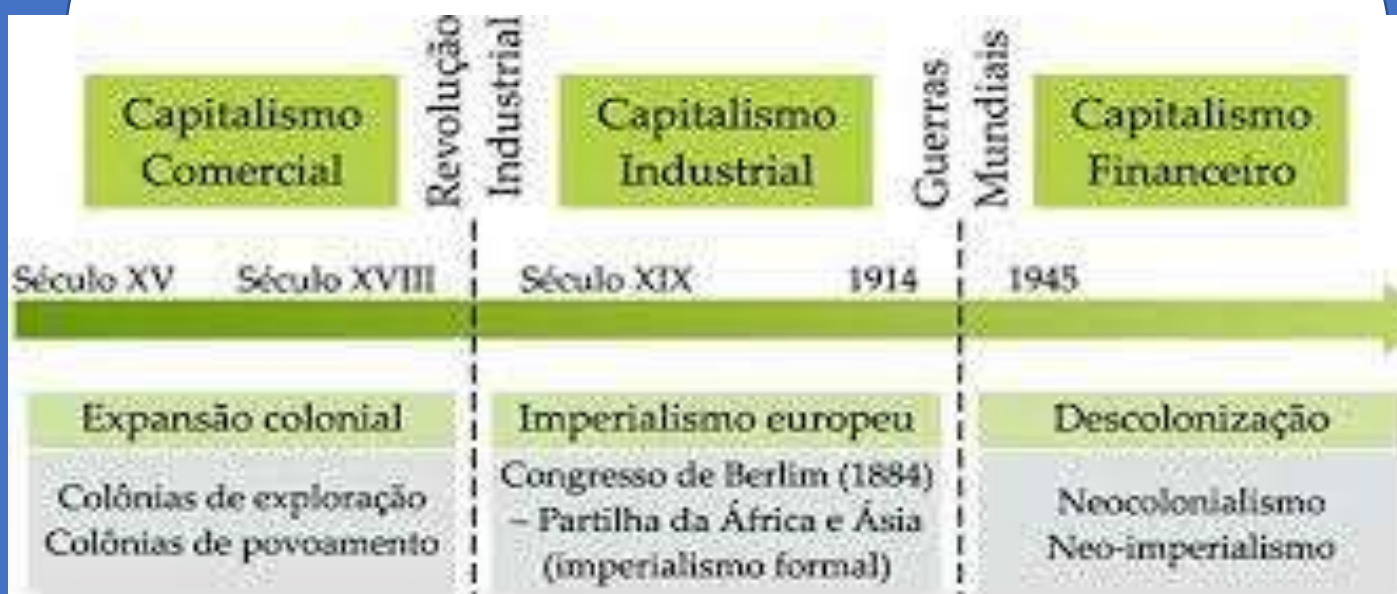 Capitalismo
Comercial
Revolução
Industrial
Capitalismo
Industrial
Guerras
Mundiais
Capitalismo
Financeiro
Século XV
Século XVIII
Século XIX
1914
1945
Expansão colonial
Colônias de exploração
Colônias de povoamento
Imperialismo europeu
Congresso de Berlim (1884)
– Partilha da África e Ásia
(imperialismo formal)
Descolonização
Neocolonialismo
Neo-imperialismo